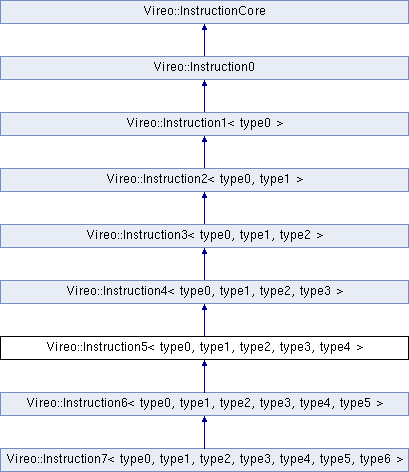 Vireo::InstructionCore
Vireo::Instruction0
Vireo::Instruction1< type0 >
Vireo::Instruction2< type0, type1 >
Vireo::Instruction3< type0, type1, type2 >
Vireo::Instruction4< type0, type1, type2, type3 >
Vireo::Instruction5< type0, type1, type2, type3, type4 >
Vireo::Instruction6< type0, type1, type2, type3, type4, type5 >
Vireo::Instruction7< type0, type1, type2, type3, type4, type5, type6 >